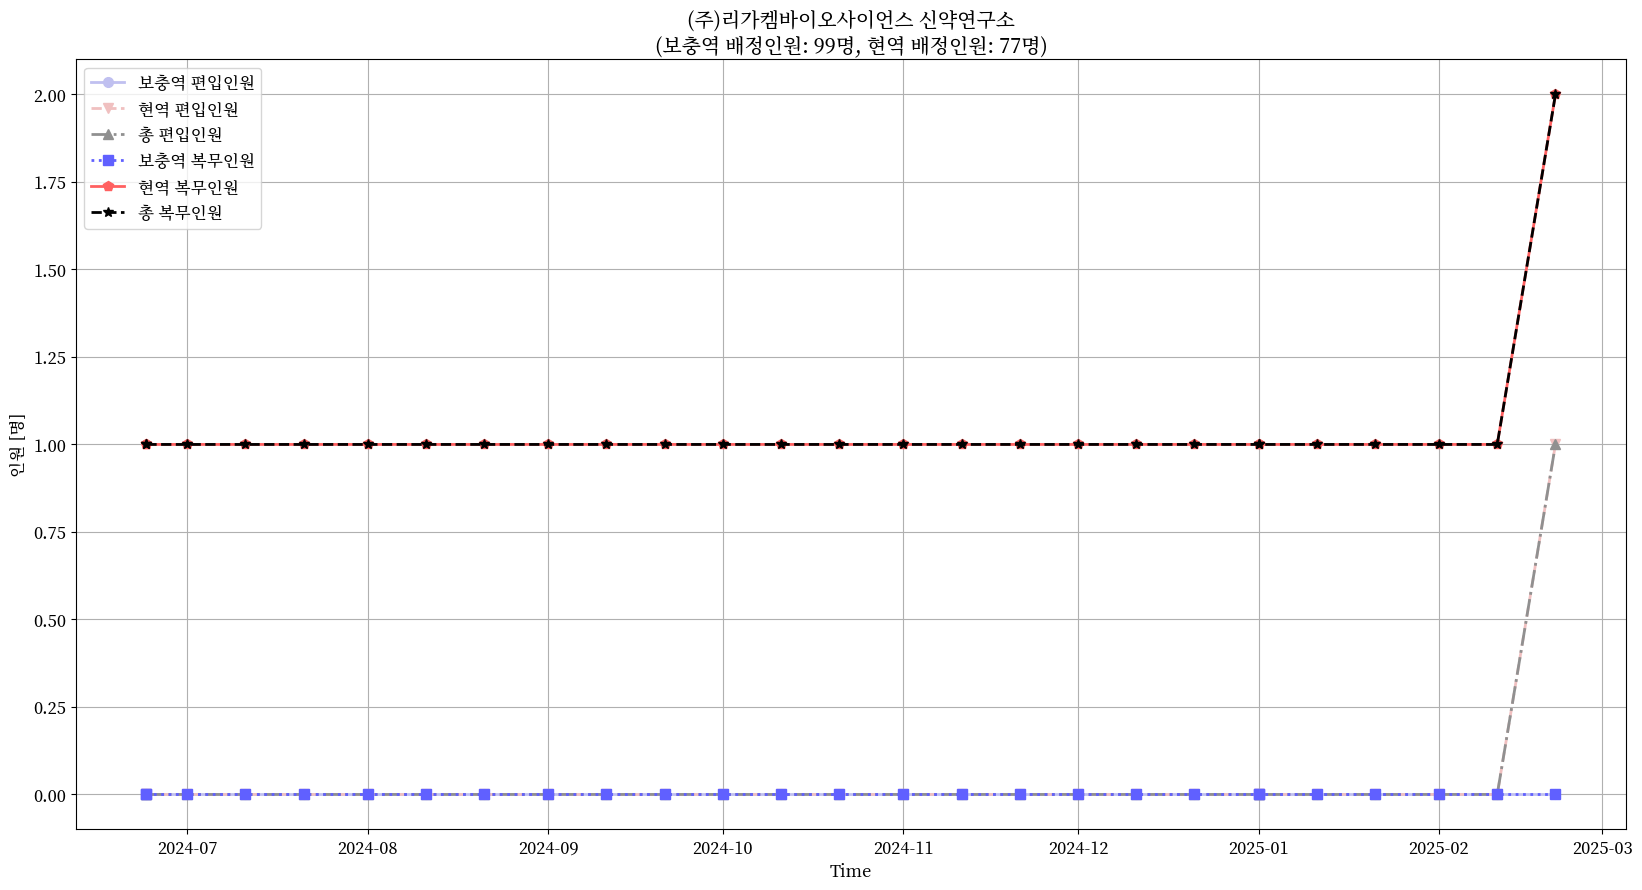 (주)리가켐바이오사이언스 신약연구소
(보충역 배정인원: 99명, 현역 배정인원: 77명)
보충역 편입인원
현역 편입인원
총 편입인원
보충역 복무인원
현역 복무인원
총 복무인원
인원 [명]
2.00
1.75
1.50
1.25
1.00
0.75
0.50
0.25
0.00
2024-07 2024-08 2024-09 2024-10 2024-11 2024-12 2025-01 2025-02 2025-03
Time